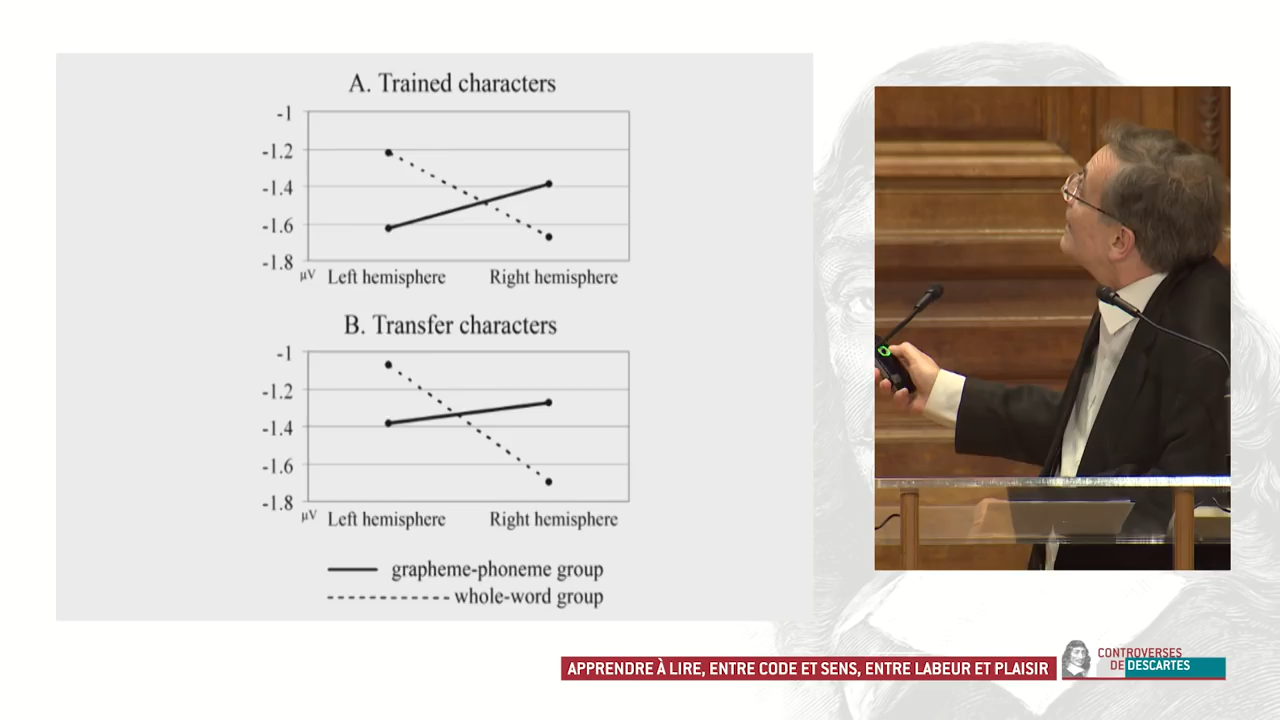 A. Trained characters
-1
-1.2
-1.4
-1.6
-1.8
μV Left hemisphere Right hemisphere
B. Transfer characters
-1
-1.2
-1.4
-1.6
-1.8
μV Left hemisphere Right hemisphere
grapheme-phoneme group
whole-word group
APPRENDRE À LIRE, ENTRE CODE ET SENS, ENTRE LABEUR ET PLAISIR
CONTROVERSES
DE DESCARTES